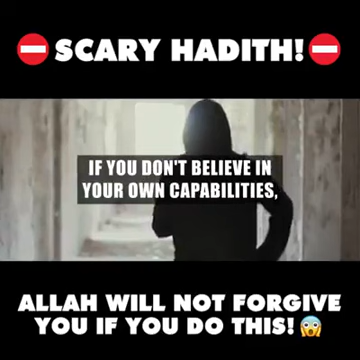 ⛔SCARY HADITH!⛔
IF YOU DON'T BELIEVE IN
YOUR OWN CAPABILITIES,
ALLAH WILL NOT FORGIVE
YOU IF YOU DO THIS!😱